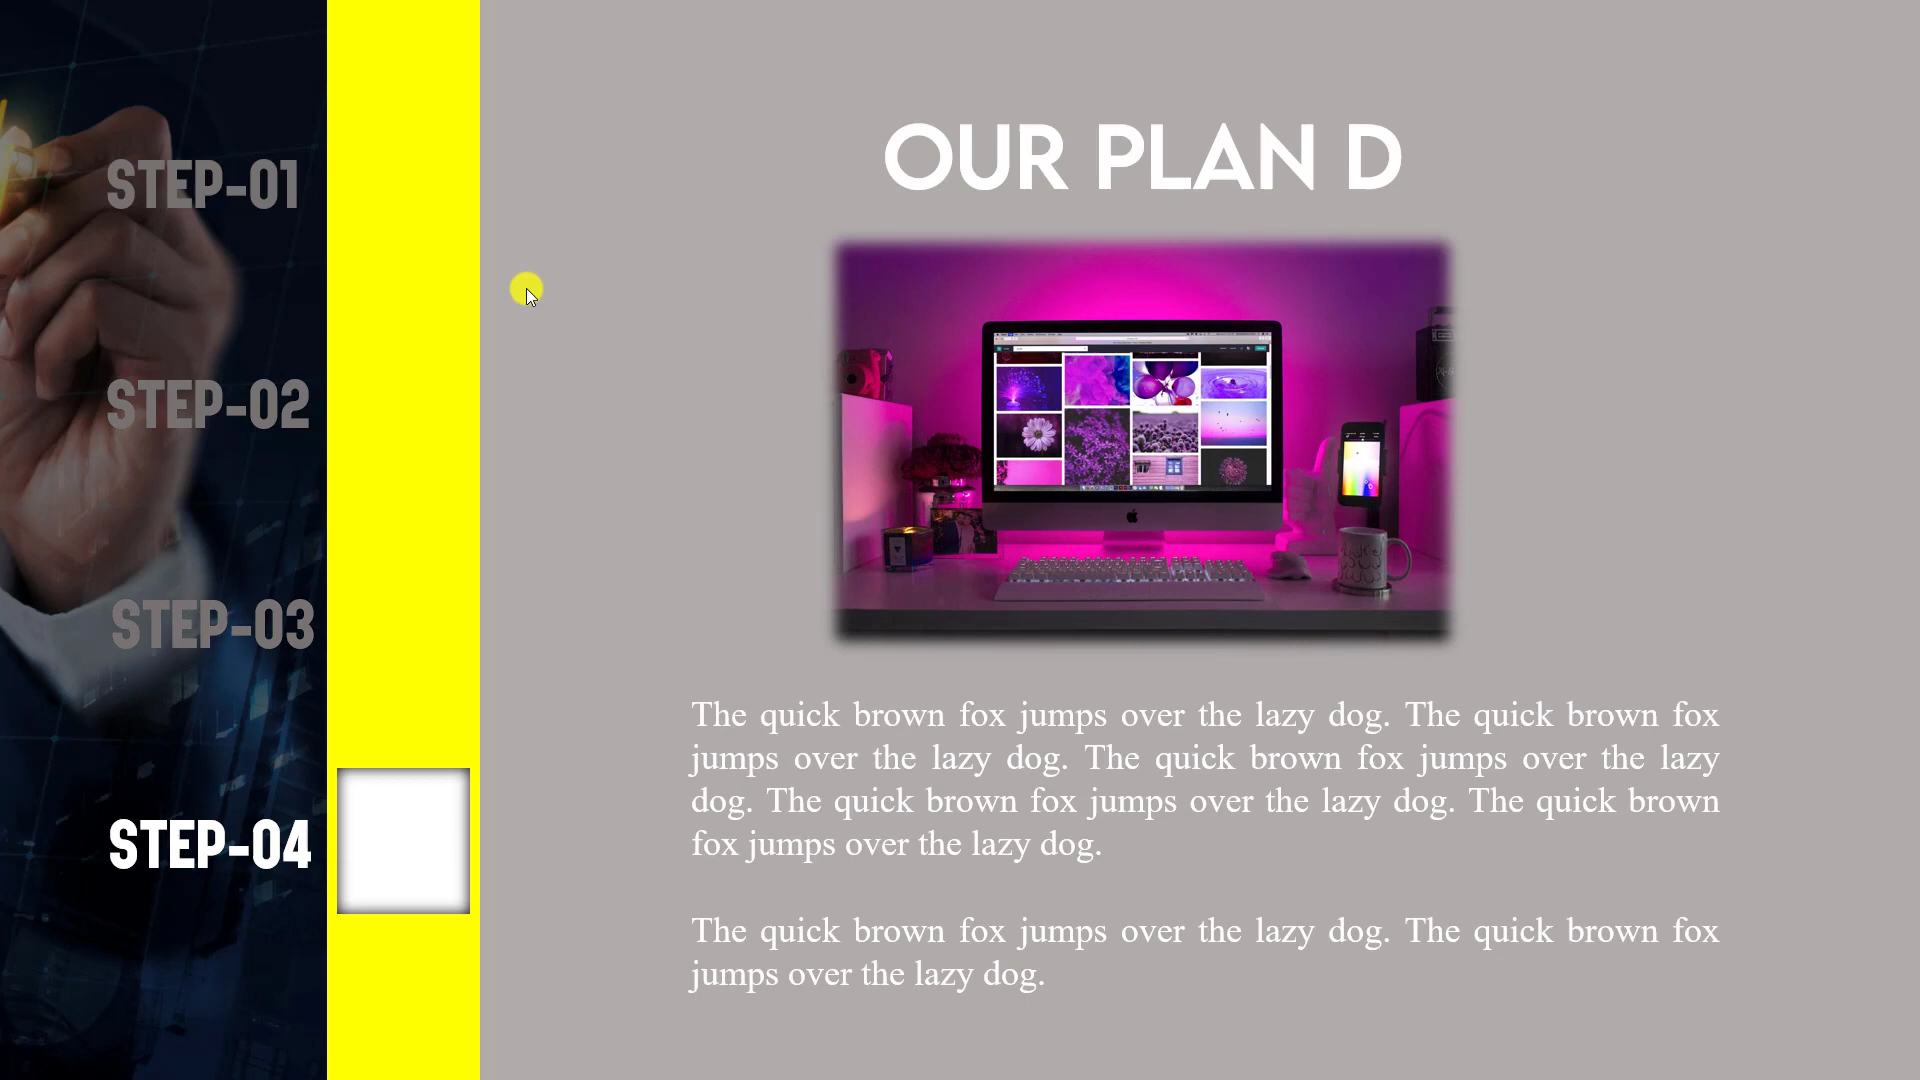 STEP-01
STEP-02
STEP-03
STEP-04
OUR PLAN D
The quick brown fox jumps over the lazy dog. The quick brown fox
jumps over the lazy dog. The quick brown fox jumps over the lazy
dog. The quick brown fox jumps over the lazy dog. The quick brown
fox jumps over the lazy dog.
The quick brown fox jumps over the lazy dog. The quick brown fox
jumps over the lazy dog.